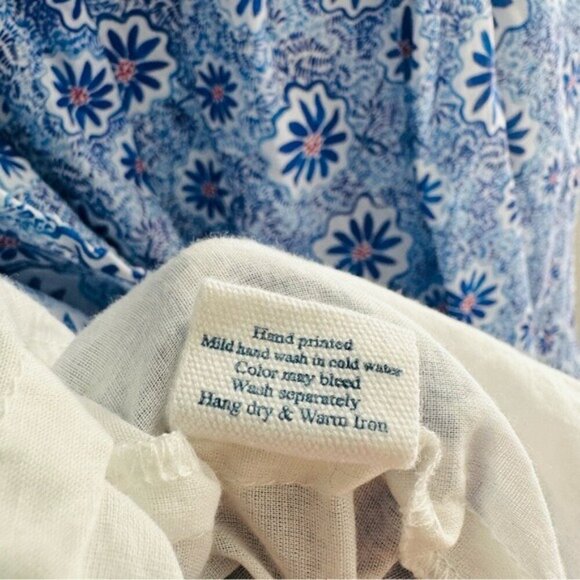 Hand printed
Mild hand wash in cold water
Color may bleed
Wash separately
Hang dry & Warm Iron